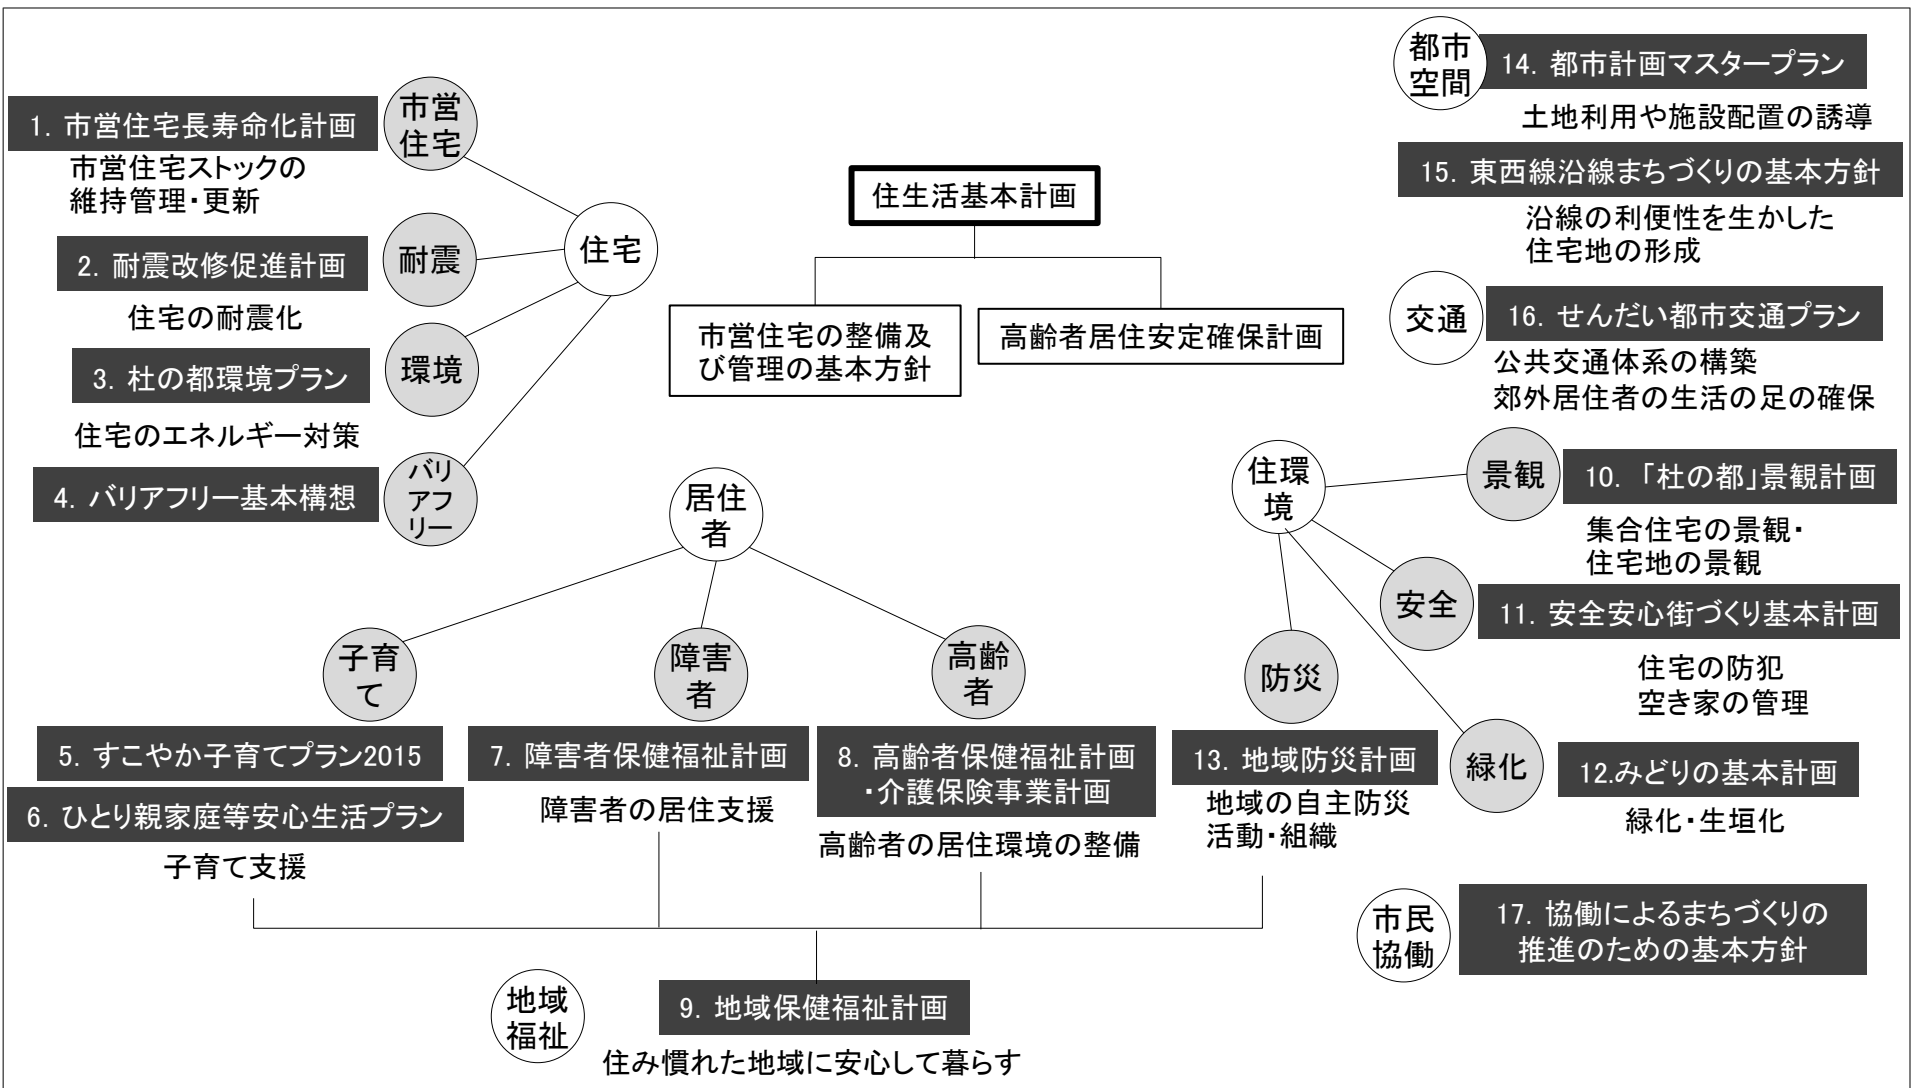 市営
住宅
1. 市営住宅長寿命化計画
市営住宅ストックの
維持管理・更新
耐震
2. 耐震改修促進計画
住宅の耐震化
環境
3. 杜の都環境プラン
住宅のエネルギー対策
バリ
アフ
リー
4. バリアフリー基本構想
住宅
住生活基本計画
市営住宅の整備及
び管理の基本方針
高齢者居住安定確保計画
都市
空間
14. 都市計画マスタープラン
土地利用や施設配置の誘導
15. 東西線沿線まちづくりの基本方針
沿線の利便性を生かした
住宅地の形成
交通
16. せんだい都市交通プラン
公共交通体系の構築
郊外居住者の生活の足の確保
居住
者
子育
て
5. すこやか子育てプラン2015
6. ひとり親家庭等安心生活プラン
子育て支援
障害
者
7. 障害者保健福祉計画
障害者の居住支援
高齢
者
8. 高齢者保健福祉計画
・介護保険事業計画
高齢者の居住環境の整備
住環
境
景観
10. 「杜の都」景観計画
集合住宅の景観・
住宅地の景観
安全
11. 安全安心街づくり基本計画
住宅の防犯
空き家の管理
防災
13. 地域防災計画
地域の自主防災
活動・組織
緑化
12.みどりの基本計画
緑化・生垣化
地域
福祉
9. 地域保健福祉計画
住み慣れた地域に安心して暮らす
市民
協働
17. 協働によるまちづくりの
推進のための基本方針